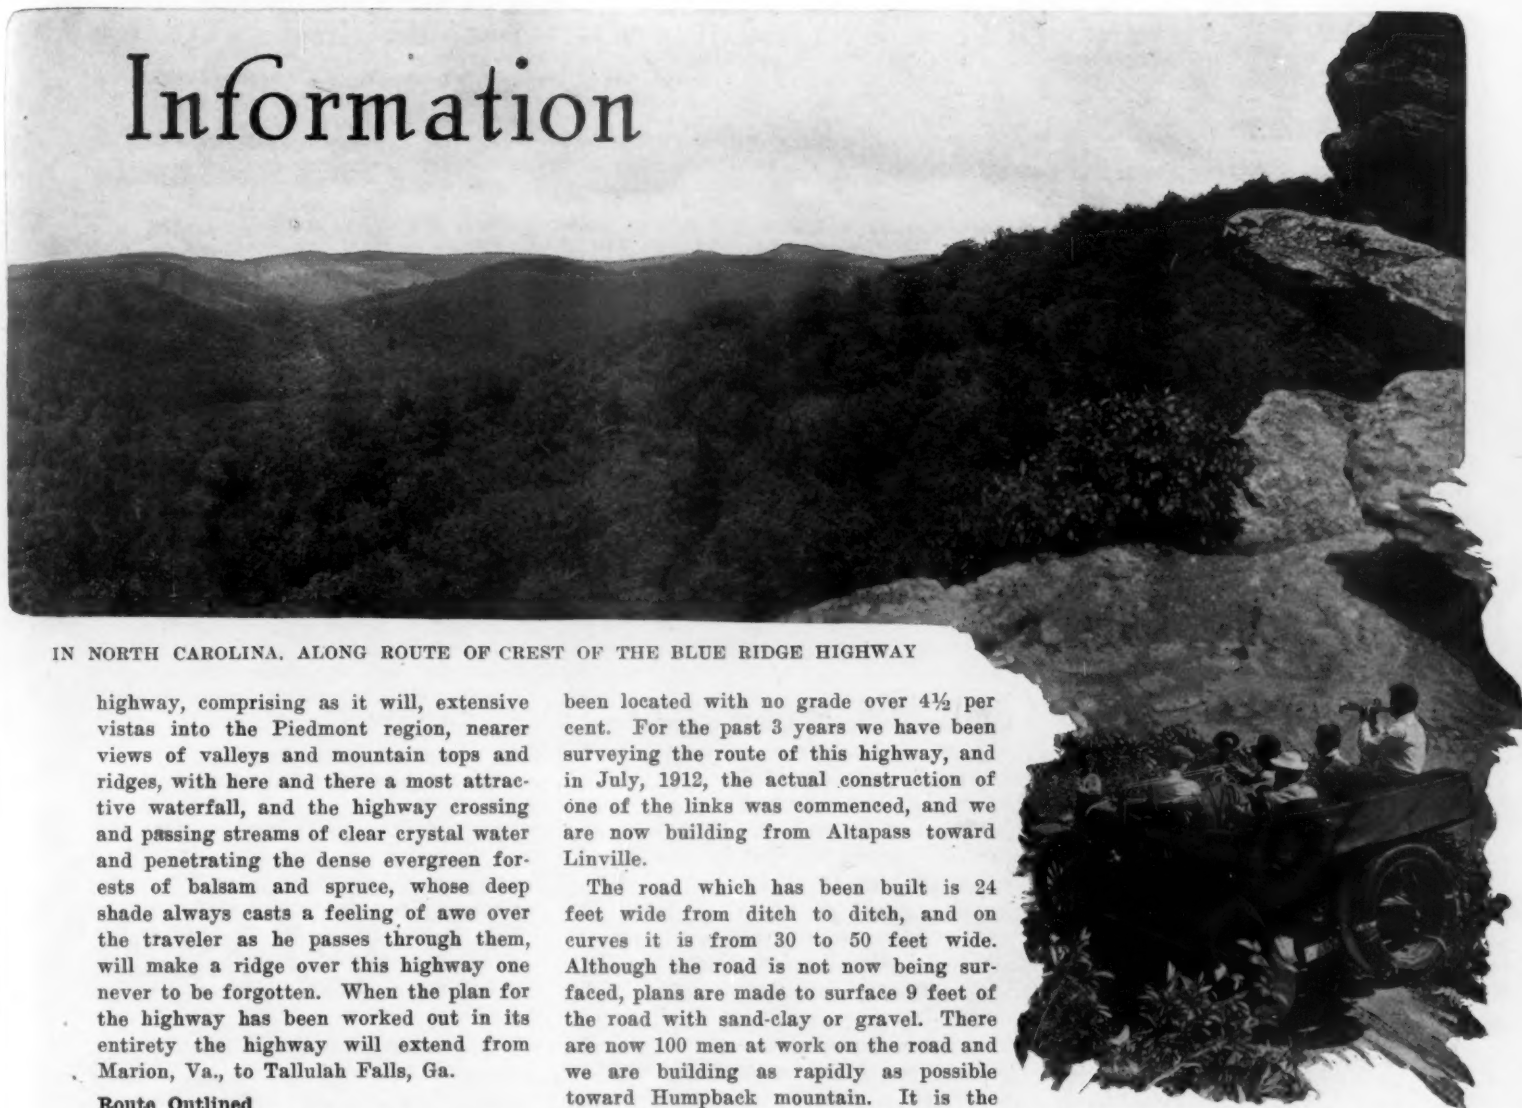 Information
IN NORTH CAROLINA. ALONG ROUTE OF CREST OF THE BLUE RIDGE HIGHWAY
highway, comprising as it will, extensive
vistas into the Piedmont region, nearer
views of valleys and mountain tops and
ridges, with here and there a most attrac-
tive waterfall, and the highway crossing
and passing streams of clear crystal water
and penetrating the dense evergreen for-
ests of balsam and spruce, whose deep
shade always casts a feeling of awe over
the traveler as he passes through them,
will make a ridge over this highway one
never to be forgotten. When the plan for
the highway has been worked out in its
entirety the highway will extend from
Marion, Va., to Tallulah Falls, Ga.
Route Outlined
been located with no grade over 4½ per
cent. For the past 3 years we have been
surveying the route of this highway, and
in July, 1912, the actual construction of
one of the links was commenced, and we
are now building from Altapass toward
Linville.
The road which has been built is 24
feet wide from ditch to ditch, and on
curves it is from 30 to 50 feet wide.
Although the road is not now being sur-
faced, plans are made to surface 9 feet of
the road with sand-clay or gravel. There
are now 100 men at work on the road and
we are building as rapidly as possible
toward Humpback mountain. It is the